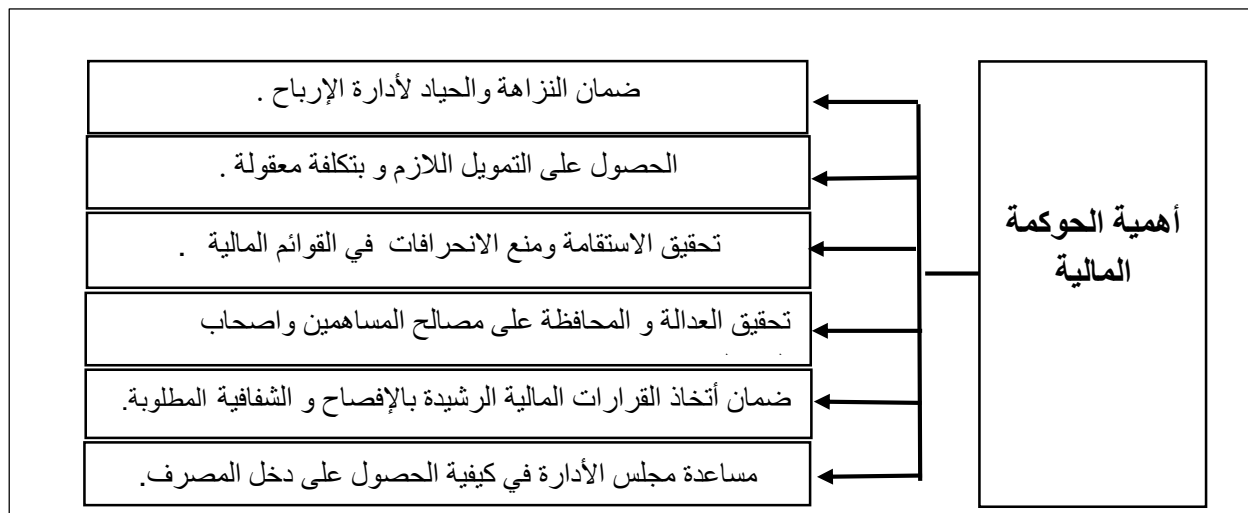 أهمية الحوكمة
المالية
ضمان النزاهة والحياد لأدارة الإرباح .
الحصول على التمويل اللازم و بتكلفة معقولة .
تحقيق الاستقامة ومنع الانحرافات في القوائم المالية .
تحقيق العدالة و المحافظة على مصالح المساهمين واصحاب
ضمان أتخاذ القرارات المالية الرشيدة بالإفصاح و الشفافية المطلوبة.
مساعدة مجلس الأدارة في كيفية الحصول على دخل المصرف.